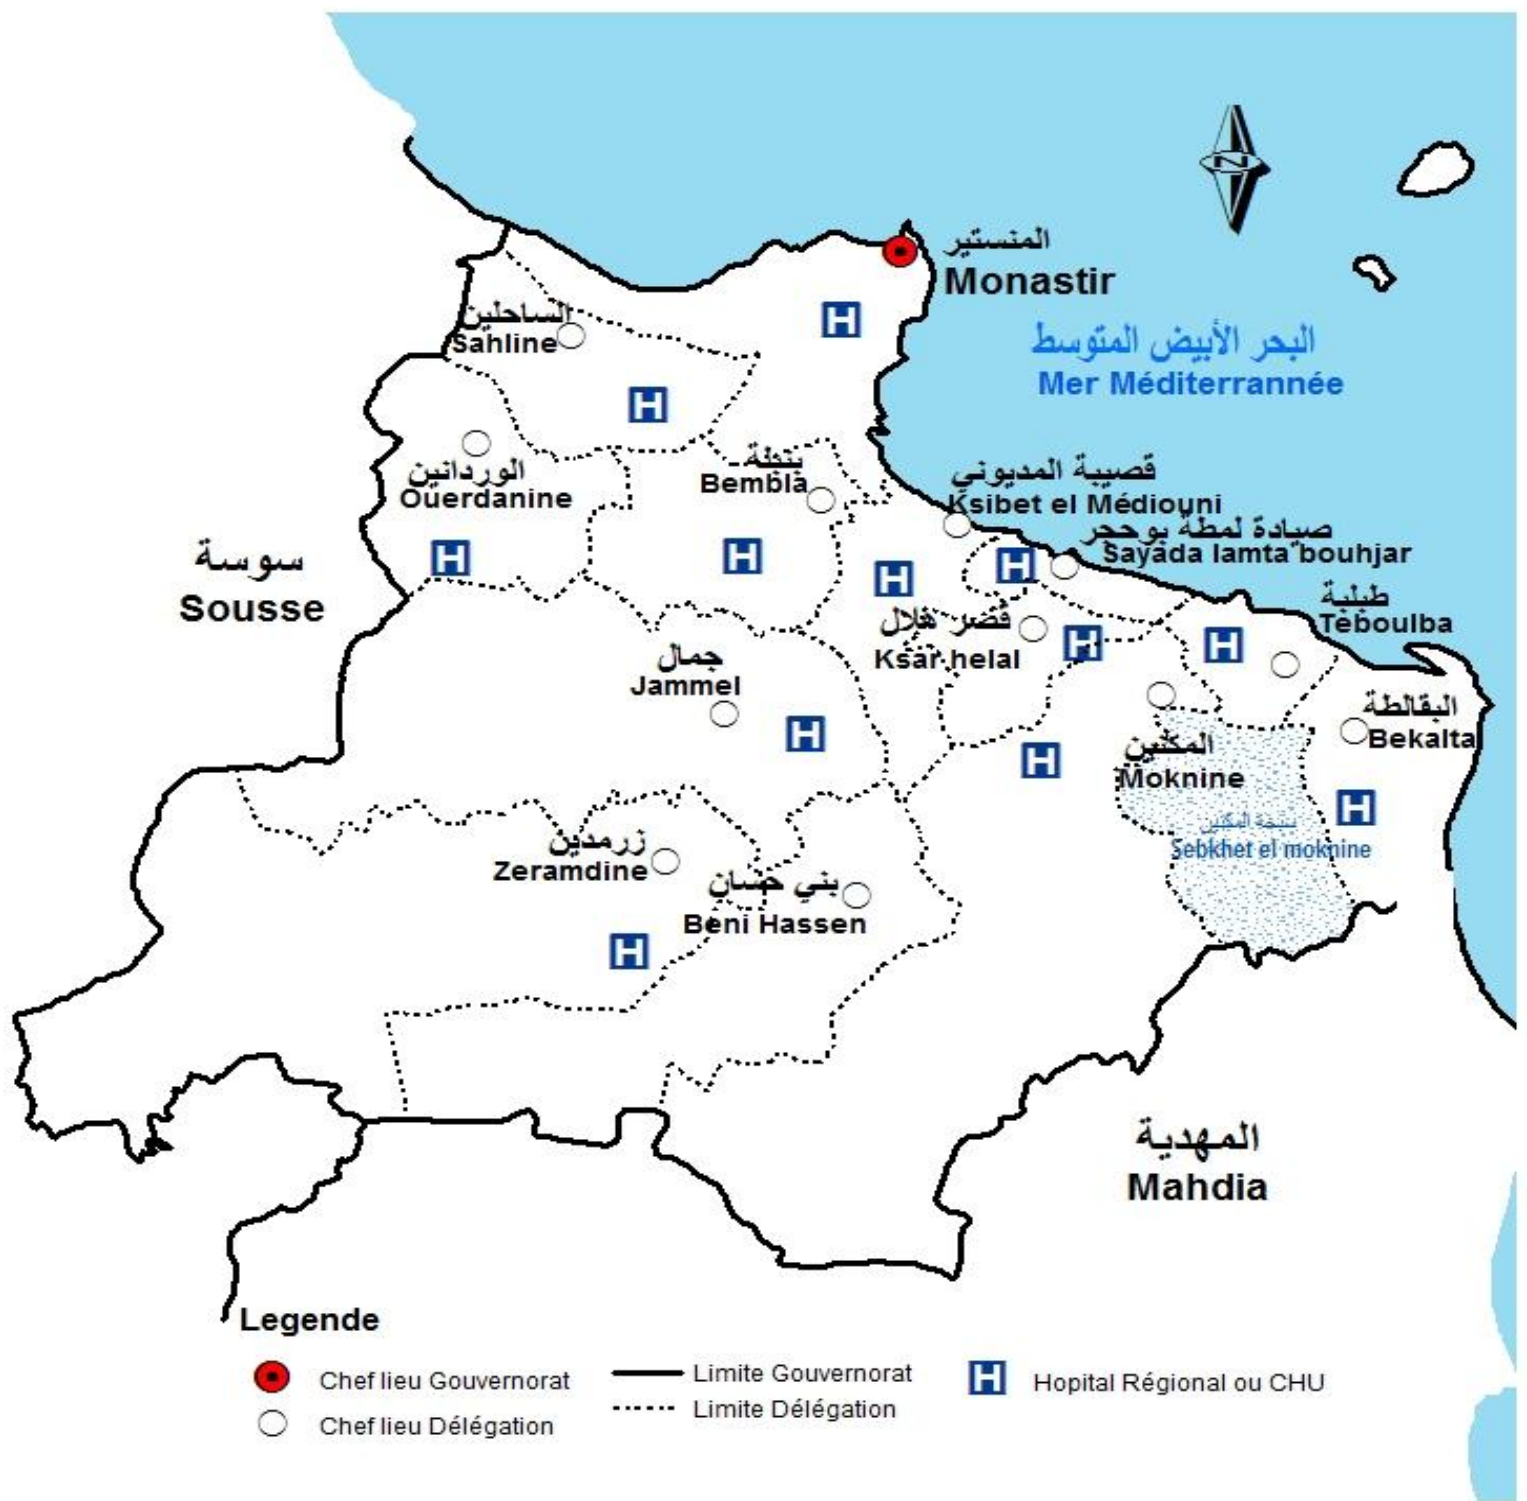 المنستير
Monastir
الساحلين
Sahline
البحر الأبيض المتوسط
Mer Méditerrannée
الوردانين
Ouerdanine
بنبلة
Bembla
قصيبة المديوني
Ksibet el Médiouni
صيادة لمطة بوحجر
Sayada lamta bouhjar
سوسة
Sousse
طبلبة
Teboulba
قصر هلال
Ksar helal
جمال
Jammel
البقالطة
Bekalta
المكنين
Moknine
سبخة المكنين
Sebkhet el moknine
زرمدين
Zeramdine
بني حسان
Beni Hassen
المهدية
Mahdia
N
H
H
H
H
H
H
H
H
H
H
H
H
Legende
Chef lieu Gouvernorat
Limite Gouvernorat
H Hopital Régional ou CHU
Chef lieu Délégation
Limite Délégation